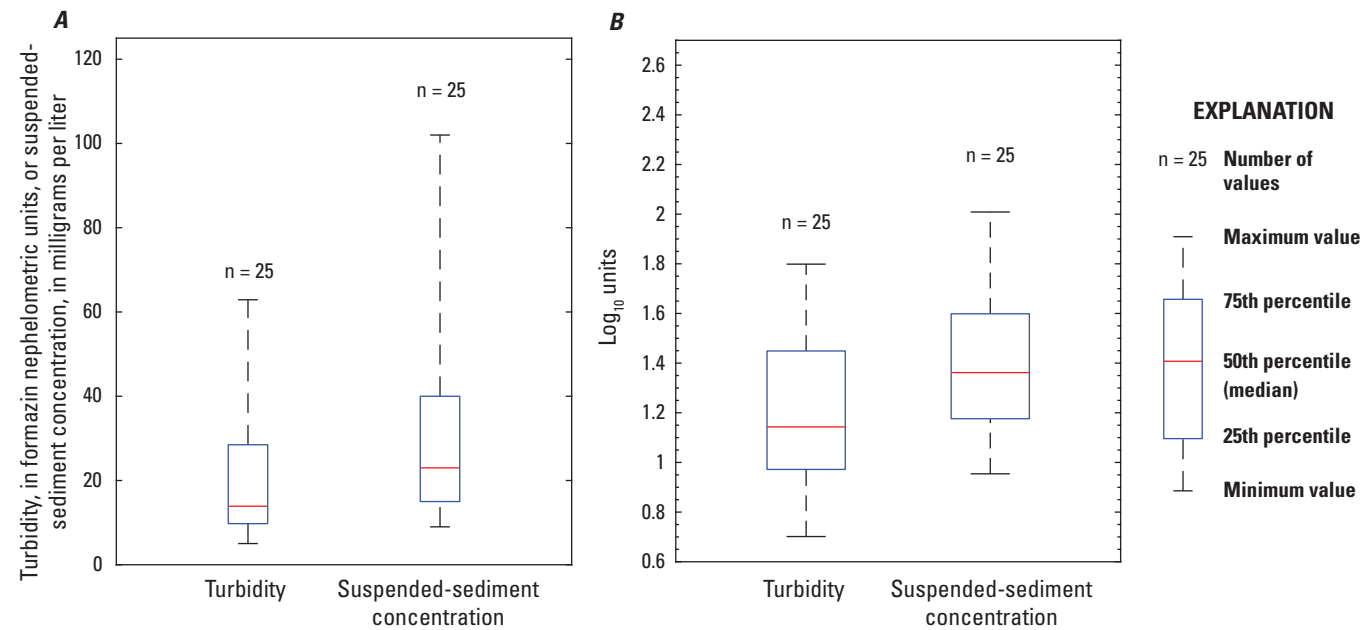 A
Turbidity, in formazin nephelometric units, or suspended-
sediment concentration, in milligrams per liter
120
100
80
60
40
20
0
n = 25
n = 25
Turbidity
Suspended-sediment
concentration
B
Log10 units
2.6
2.4
2.2
2
1.8
1.6
1.4
1.2
1
0.8
0.6
n = 25
n = 25
Turbidity
Suspended-sediment
concentration
EXPLANATION
n = 25 Number of
values
Maximum value
75th percentile
50th percentile
(median)
25th percentile
Minimum value